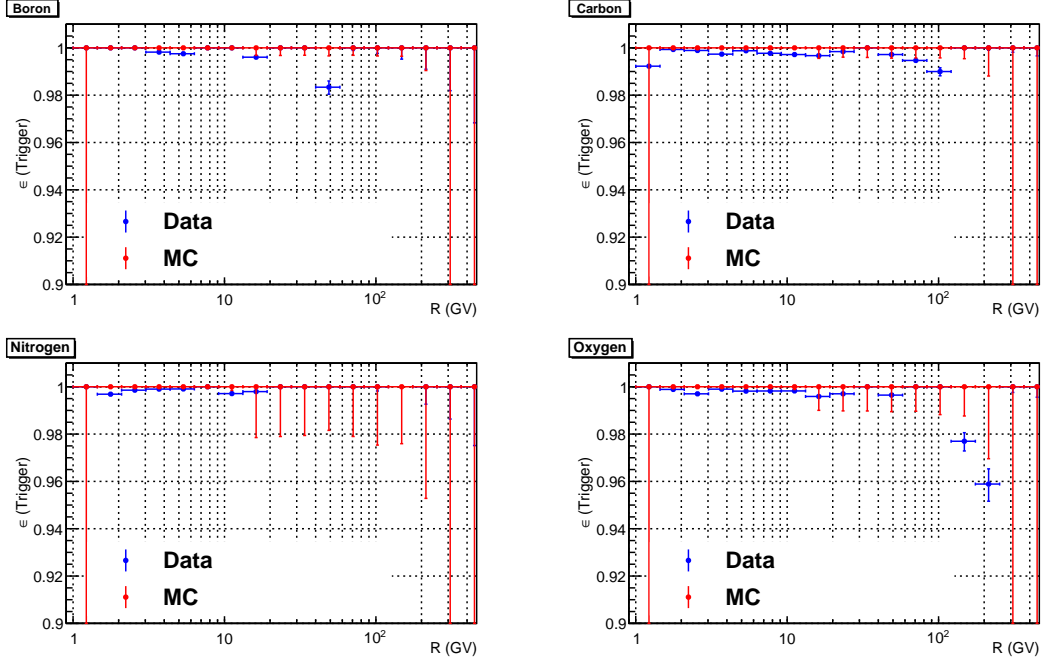 Boron
ϵ (Trigger)
1
0.98
0.96
0.94
0.92
0.9
Data
MC
1
10
10²
R (GV)
Carbon
ϵ (Trigger)
1
0.98
0.96
0.94
0.92
0.9
Data
MC
1
10
10²
R (GV)
Nitrogen
ϵ (Trigger)
1
0.98
0.96
0.94
0.92
0.9
Data
MC
1
10
10²
R (GV)
Oxygen
ϵ (Trigger)
1
0.98
0.96
0.94
0.92
0.9
Data
MC
1
10
10²
R (GV)